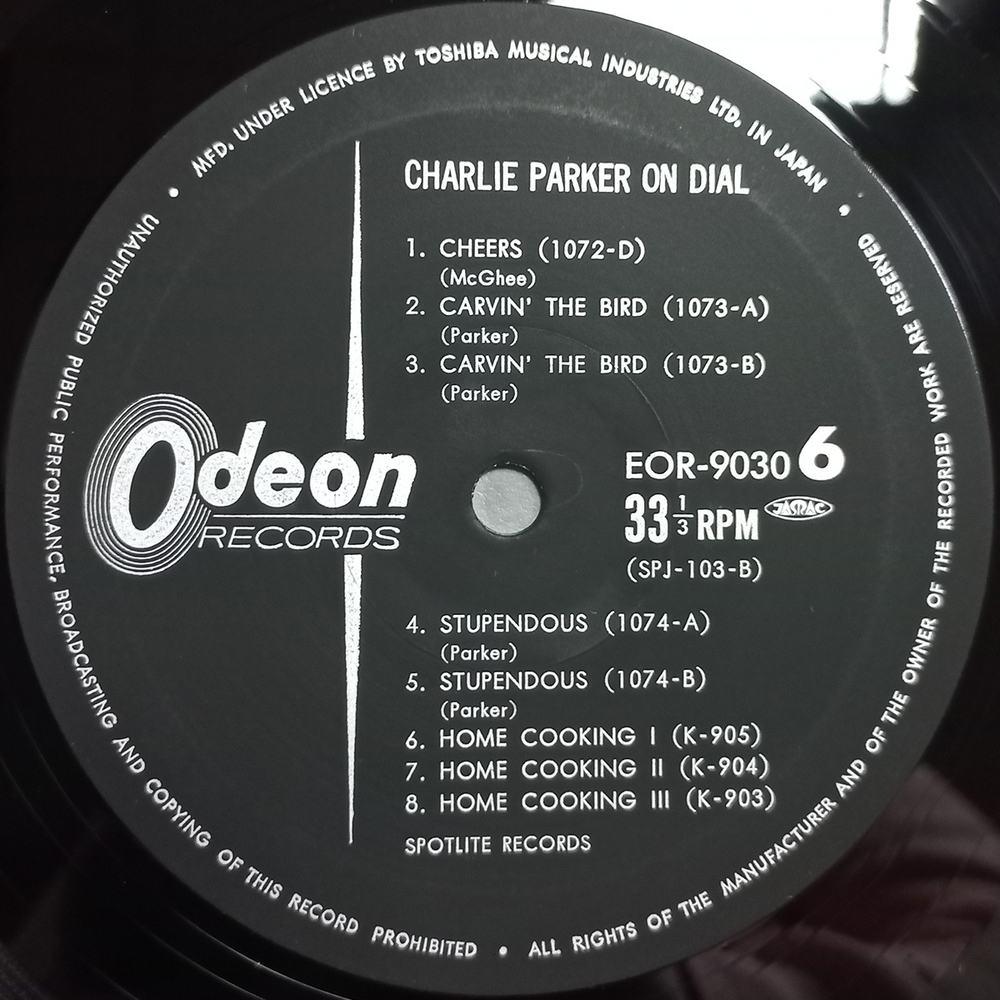 MFD. UNDER LICENCE BY TOSHIBA MUSICAL INDUSTRIES LTD. IN JAPAN •
CHARLIE PARKER ON DIAL
1. CHEERS (1072-D)
(McGhee)
2. CARVIN' THE BIRD (1073-A)
(Parker)
3. CARVIN' THE BIRD (1073-B)
(Parker)
Odeon
RECORDS
EOR-9030 6
33 1/3 RPM JASRAC
(SPJ-103-B)
4. STUPENDOUS (1074-A)
(Parker)
5. STUPENDOUS (1074-B)
(Parker)
6. HOME COOKING I (K-905)
7. HOME COOKING II (K-904)
8. HOME COOKING III (K-903)
SPOTLITE RECORDS
ALL RIGHTS OF THE MANUFACTURER AND OF THE OWNER OF THE RECORDED WORK ARE RESERVED •
UNAUTHORIZED PUBLIC PERFORMANCE, BROADCASTING AND COPYING OF THIS RECORD PROHIBITED •